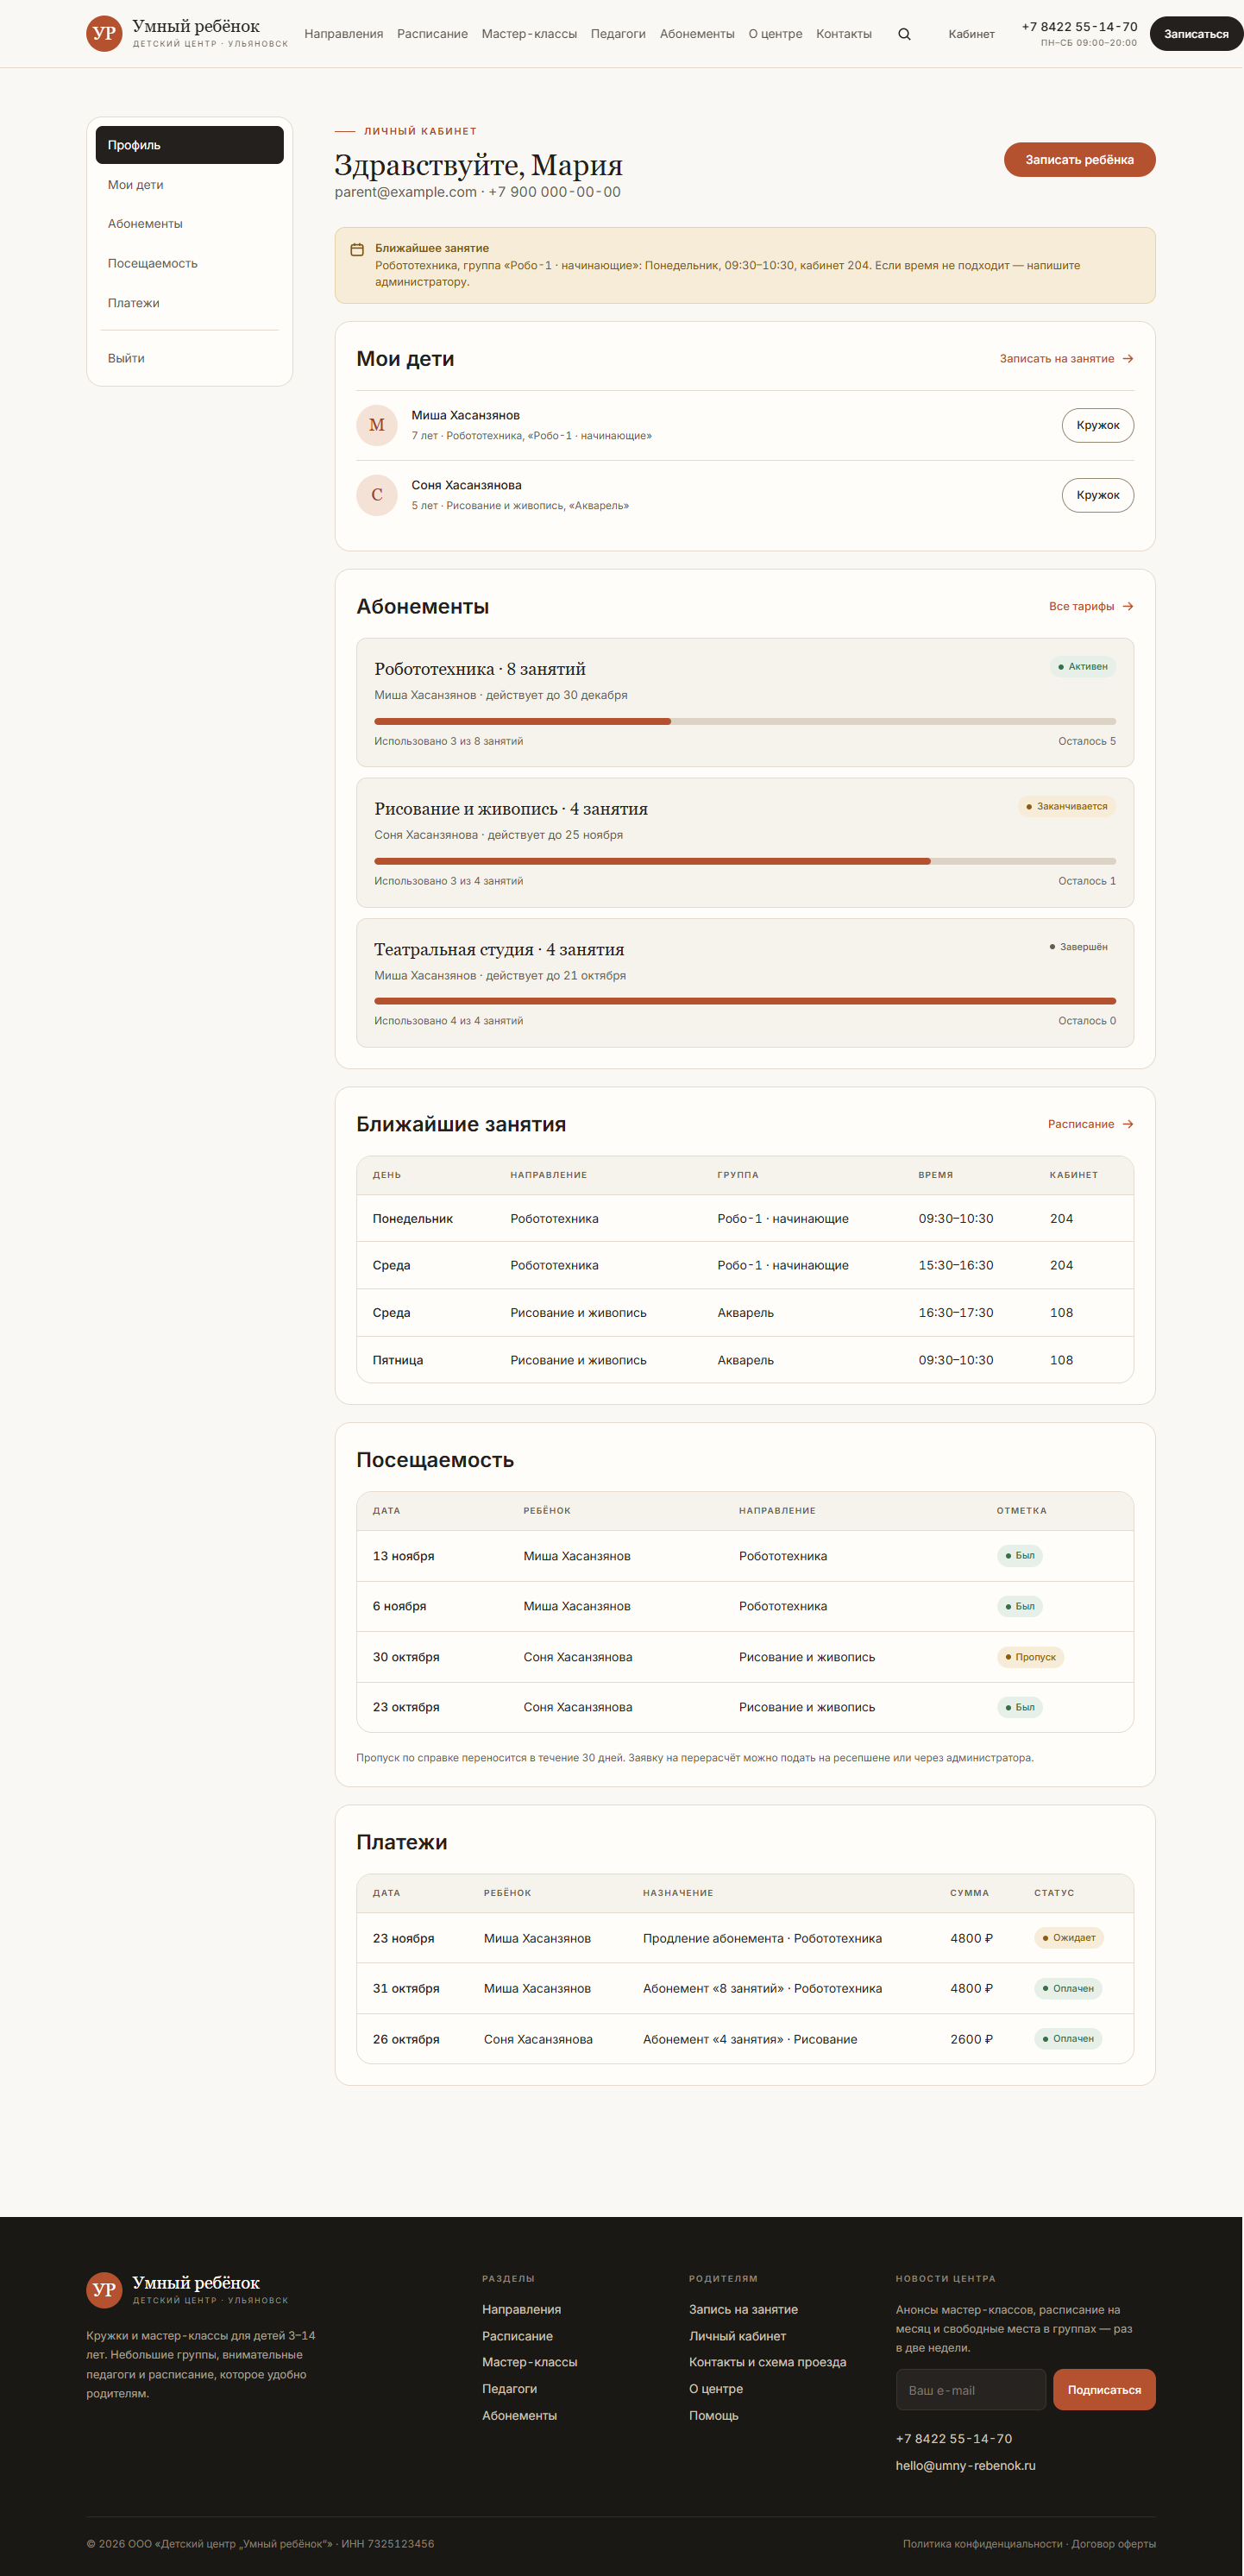 УР
Умный ребёнок
ДЕТСКИЙ ЦЕНТР · УЛЬЯНОВСК
Направления Расписание Мастер-классы Педагоги Абонементы О центре Контакты
Кабинет
+7 8422 55-14-70
ПН–СБ 09:00–20:00
Записаться
Профиль
Мои дети
Абонементы
Посещаемость
Платежи
Выйти
ЛИЧНЫЙ КАБИНЕТ
Здравствуйте, Мария
parent@example.com · +7 900 000-00-00
Записать ребёнка
Ближайшее занятие
Робототехника, группа «Робо-1 · начинающие»: Понедельник, 09:30–10:30, кабинет 204. Если время не подходит — напишите
администратору.
Мои дети
Записать на занятие →
М
Миша Хасанзянов
7 лет · Робототехника, «Робо-1 · начинающие»
Кружок
С
Соня Хасанзянова
5 лет · Рисование и живопись, «Акварель»
Кружок
Абонементы
Все тарифы →
Робототехника · 8 занятий
Активен
Миша Хасанзянов · действует до 30 декабря
Использовано 3 из 8 занятий
Осталось 5
Рисование и живопись · 4 занятия
Заканчивается
Соня Хасанзянова · действует до 25 ноября
Использовано 3 из 4 занятий
Осталось 1
Театральная студия · 4 занятия
Завершён
Миша Хасанзянов · действует до 21 октября
Использовано 4 из 4 занятий
Осталось 0
Ближайшие занятия
Расписание →
ДЕНЬ НАПРАВЛЕНИЕ ГРУППА ВРЕМЯ КАБИНЕТ
Понедельник Робототехника Робо-1 · начинающие 09:30–10:30 204
Среда Робототехника Робо-1 · начинающие 15:30–16:30 204
Среда Рисование и живопись Акварель 16:30–17:30 108
Пятница Рисование и живопись Акварель 09:30–10:30 108
Посещаемость
ДАТА РЕБЁНОК НАПРАВЛЕНИЕ ОТМЕТКА
13 ноября Миша Хасанзянов Робототехника Был
6 ноября Миша Хасанзянов Робототехника Был
30 октября Соня Хасанзянова Рисование и живопись Пропуск
23 октября Соня Хасанзянова Рисование и живопись Был
Пропуск по справке переносится в течение 30 дней. Заявку на перерасчёт можно подать на ресепшене или через администратора.
Платежи
ДАТА РЕБЁНОК НАЗНАЧЕНИЕ СУММА СТАТУС
23 ноября Миша Хасанзянов Продление абонемента · Робототехника 4800 ₽ Ожидает
31 октября Миша Хасанзянов Абонемент «8 занятий» · Робототехника 4800 ₽ Оплачен
26 октября Соня Хасанзянова Абонемент «4 занятия» · Рисование 2600 ₽ Оплачен
УР
Умный ребёнок
ДЕТСКИЙ ЦЕНТР · УЛЬЯНОВСК
Кружки и мастер-классы для детей 3–14
лет. Небольшие группы, внимательные
педагоги и расписание, которое удобно
родителям.
РАЗДЕЛЫ
Направления
Расписание
Мастер-классы
Педагоги
Абонементы
РОДИТЕЛЯМ
Запись на занятие
Личный кабинет
Контакты и схема проезда
О центре
Помощь
НОВОСТИ ЦЕНТРА
Анонсы мастер-классов, расписание на
месяц и свободные места в группах — раз
в две недели.
Ваш e-mail
Подписаться
+7 8422 55-14-70
hello@umny-rebenok.ru
© 2026 ООО «Детский центр „Умный ребёнок“» · ИНН 7325123456
Политика конфиденциальности · Договор оферты